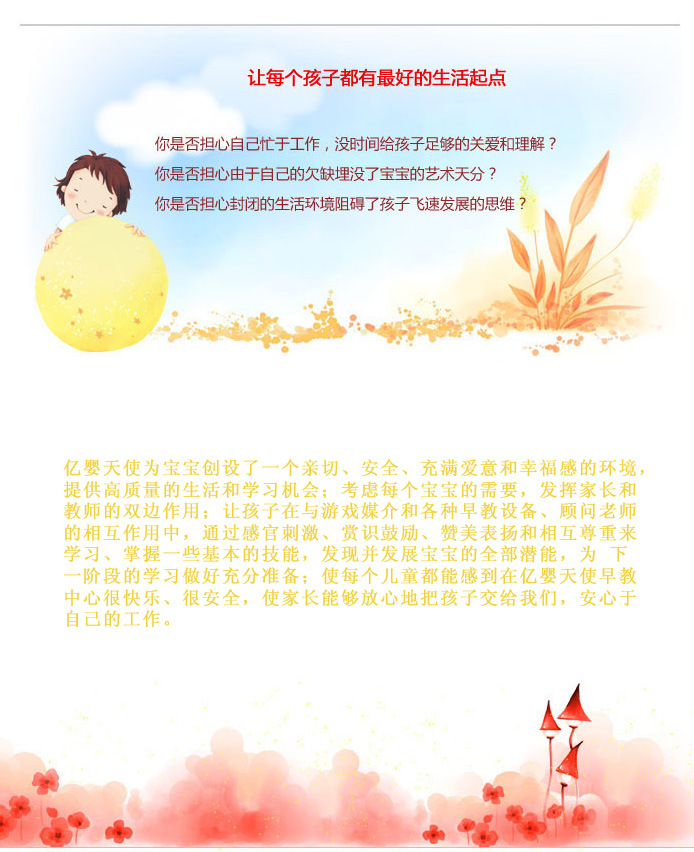 让每个孩子都有最好的生活起点
你是否担心自己忙于工作，没时间给孩子足够的关爱和理解？
你是否担心由于自己的欠缺埋没了宝宝的艺术天分？
你是否担心封闭的生活环境阻碍了孩子飞速发展的思维？
亿婴天使为宝宝创设了一个亲切、安全、充满爱意和幸福感的环境，
提供高质量的生活和学习机会；考虑每个宝宝的需要，发挥家长和
教师的双边作用；让孩子在与游戏媒介和各种早教设备、顾问老师
的相互作用中，通过感官刺激、赏识鼓励、赞美表扬和相互尊重来
学习、掌握一些基本的技能，发现并发展宝宝的全部潜能，为 下
一阶段的学习做好充分准备；使每个儿童都能感到在亿婴天使早教
中心很快乐、很安全，使家长能够放心地把孩子交给我们，安心于
自己的工作。